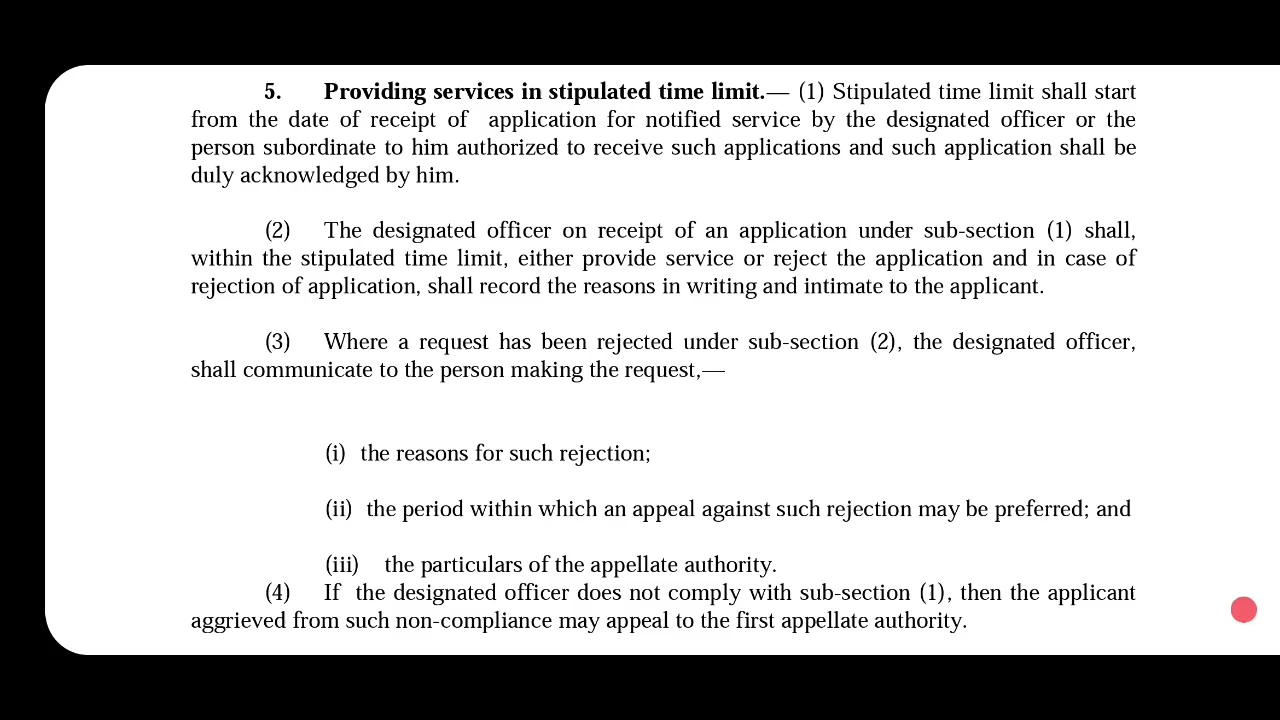 5. Providing services in stipulated time limit.— (1) Stipulated time limit shall start
from the date of receipt of application for notified service by the designated officer or the
person subordinate to him authorized to receive such applications and such application shall be
duly acknowledged by him.
(2) The designated officer on receipt of an application under sub-section (1) shall,
within the stipulated time limit, either provide service or reject the application and in case of
rejection of application, shall record the reasons in writing and intimate to the applicant.
(3) Where a request has been rejected under sub-section (2), the designated officer,
shall communicate to the person making the request,—
(i) the reasons for such rejection;
(ii) the period within which an appeal against such rejection may be preferred; and
(iii) the particulars of the appellate authority.
(4) If the designated officer does not comply with sub-section (1), then the applicant
aggrieved from such non-compliance may appeal to the first appellate authority.